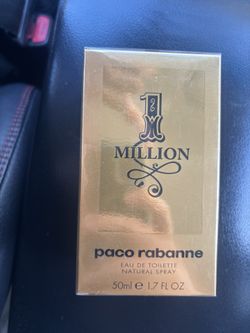 1
MILLION
paco rabanne
EAU DE TOILETTE
NATURAL SPRAY
50ml e 1.7 FL OZ